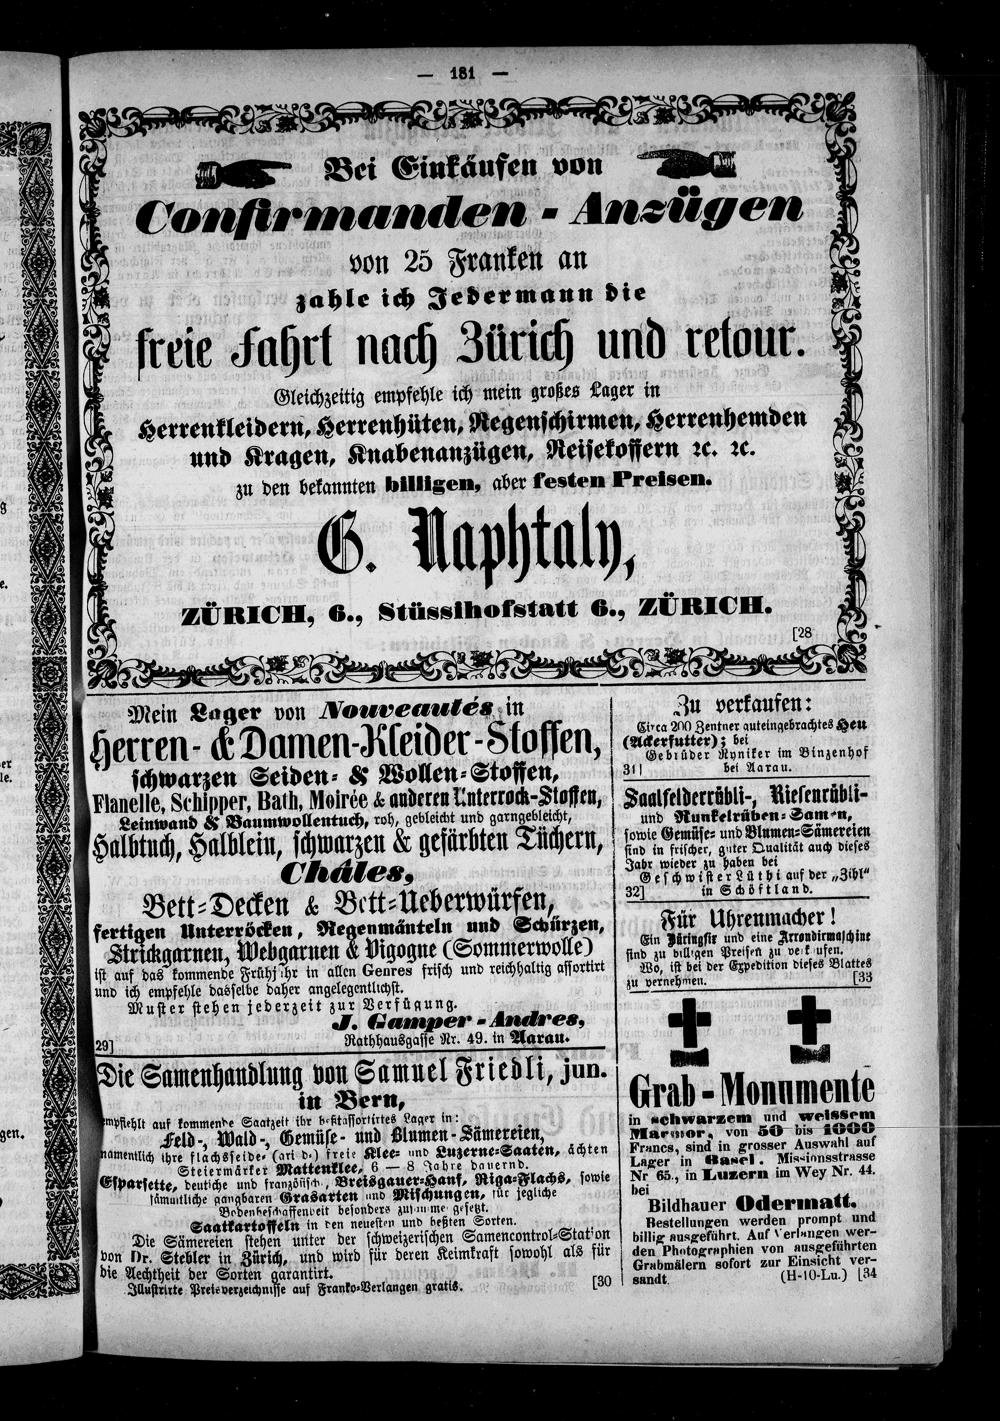 — 181 —
Bei Einkäufen von
Confirmanden - Anzügen
von 25 Franken an
zahle ich Jedermann die
freie Fahrt nach Zürich und retour.
Gleichzeitig empfehle ich mein großes Lager in
Herrenkleidern, Herrenhüten, Regenschirmen, Herrenhemden
und Kragen, Knabenanzügen, Reisekoffern ꝛc. ꝛc.
zu den bekannten billigen, aber festen Preisen.
G. Naphtaly,
ZÜRICH, 6., Stüssihofstatt 6., ZÜRICH.
[28
Mein Lager von Nouveautés in
Herren- & Damen-Kleider-Stoffen,
schwarzen Seiden- & Wollen-Stoffen,
Flanelle, Schipper, Bath, Moirée & anderen Unterrock-Stoffen,
Leinwand & Baumwollentuch, roh, gebleicht und garngebleicht,
Halbtuch, Halblein, schwarzen & gefärbten Tüchern,
Châles,
Bett-Decken & Bett-Ueberwürfen,
fertigen Unterröcken, Regenmänteln und Schürzen,
Strickgarnen, Webgarnen & Vigogne (Sommerwolle)
ist auf das kommende Frühjahr in allen Genres frisch und reichhaltig assortirt
und ich empfehle dasselbe daher angelegentlichst.
Muster stehen jederzeit zur Verfügung.
J. Gamper-Andres,
29] Rathhausgasse Nr. 49. in Aarau.
Die Samenhandlung von Samuel Friedli, jun.
in Bern,
empfiehlt auf kommende Saatzeit ihr bestassortirtes Lager in:
Feld-, Wald-, Gemüse- und Blumen-Sämereien,
namentlich ihre flachsseide- (ari d.) freie Klee- und Luzerne-Saaten, ächten
Steiermärker Mattenklee, 6 — 8 Jahre dauernd.
Esparsette, deutsche und französisch, Breisgauer-Hanf, Riga-Flachs, sowie
sämmtliche gangbaren Grasarten und Mischungen, für jegliche
Bodenbeschaffenheit besonders zusammengesetzt.
Saatkartoffeln in den neuesten und besten Sorten.
Die Sämereien stehen unter der schweizerischen Samencontrol-Station
von Dr. Stebler in Zürich, und wird für deren Keimkraft sowohl als für
die Aechtheit der Sorten garantirt.
Illustrirte Preisverzeichnisse auf Franko-Verlangen gratis. [30
Zu verkaufen:
Circa 200 Zentner guteingebrachtes Heu
(Ackerfutter); bei
Gebrüder Ryniker im Binzenhof
31] bei Aarau.
Saalfelderrübli-, Riesenrübli-
und Runkelrüben-Samen,
sowie Gemüse- und Blumen-Sämereien
sind in frischer, guter Qualität auch dieses
Jahr wieder zu haben bei
Geschwister Lüthi auf der „Zihl“
32] in Schöftland.
Für Uhrenmacher!
Ein Düringsir und eine Arrondirmaschine
sind zu billigen Preisen zu verkaufen.
Wo, ist bei der Expedition dieses Blattes
zu vernehmen. [33
Grab-Monumente
in schwarzem und weissem
Marmor, von 50 bis 1000
Francs, sind in grosser Auswahl auf
Lager in Basel. Missionsstrasse
Nr 65., in Luzern im Wey Nr. 44.
bei
Bildhauer Odermatt.
Bestellungen werden prompt und
billig ausgeführt. Auf Verlangen wer-
den Photographien von ausgeführten
Grabmälern sofort zur Einsicht ver-
sandt (H-10-Lu.) [34